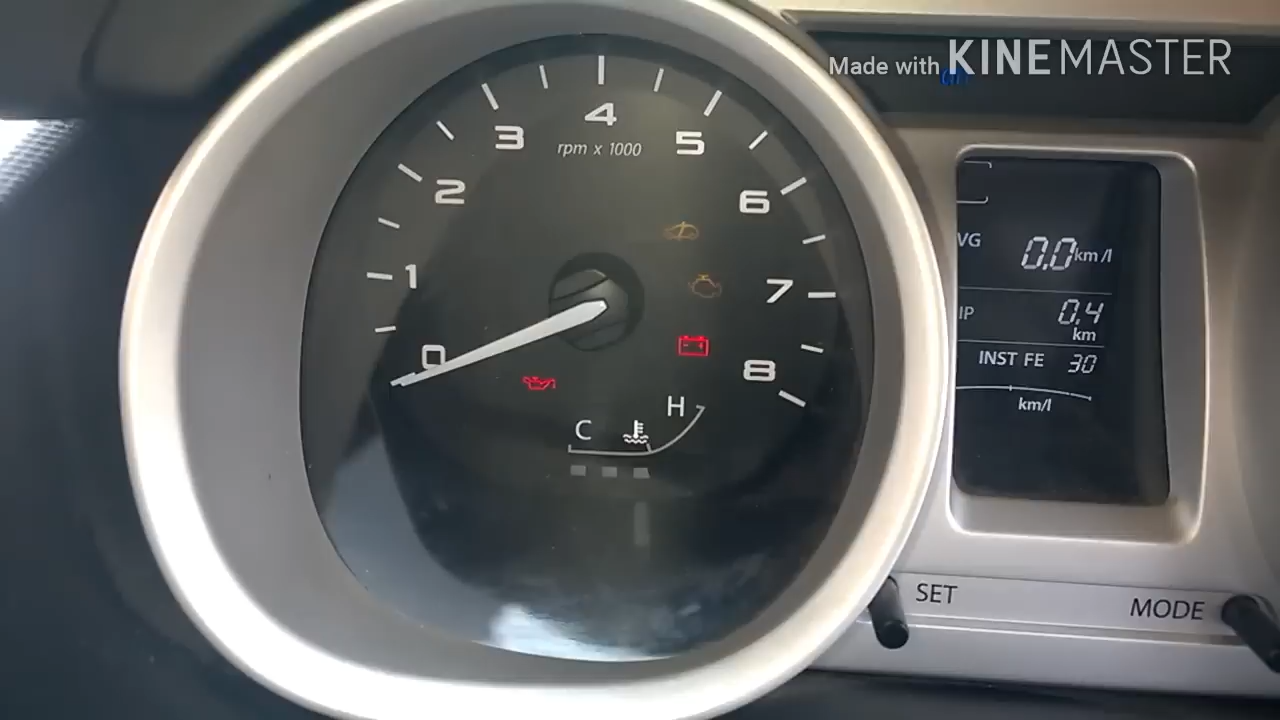 Made with KINEMASTER
4
3
5
rpm x 1000
2
6
1
7
0
8
H
C
VG 0.0 km/l
IP 0.4
km
INST FE 30
km/l
SET
MODE